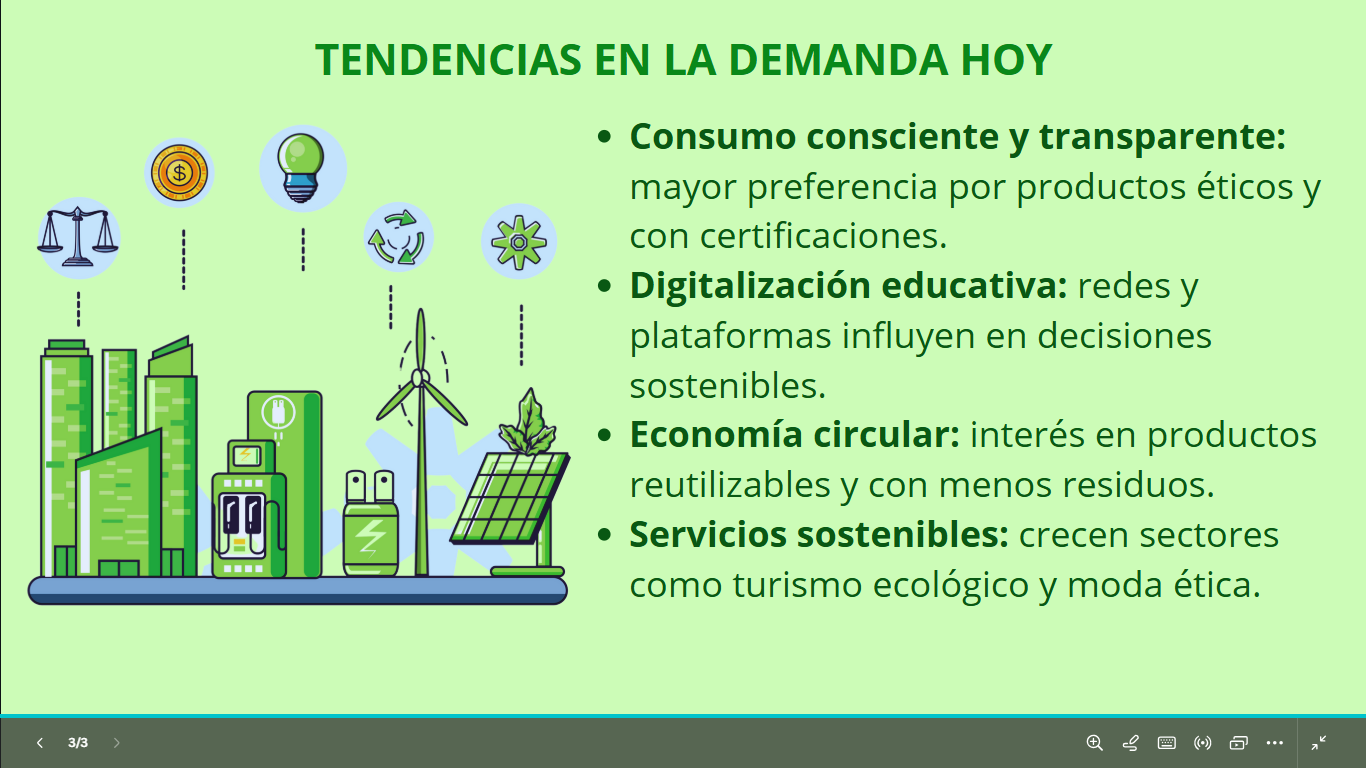 TENDENCIAS EN LA DEMANDA HOY
$
• Consumo consciente y transparente:
mayor preferencia por productos éticos y
con certificaciones.
• Digitalización educativa: redes y
plataformas influyen en decisiones
sostenibles.
• Economía circular: interés en productos
reutilizables y con menos residuos.
• Servicios sostenibles: crecen sectores
como turismo ecológico y moda ética.
3/3